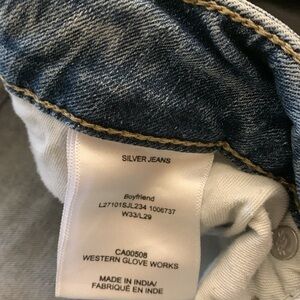 SILVER JEANS
Boyfriend
L27101SJL234 1006737
W33/L29
CA00508
WESTERN GLOVE WORKS
MADE IN INDIA/
FABRIQUÉ EN INDE